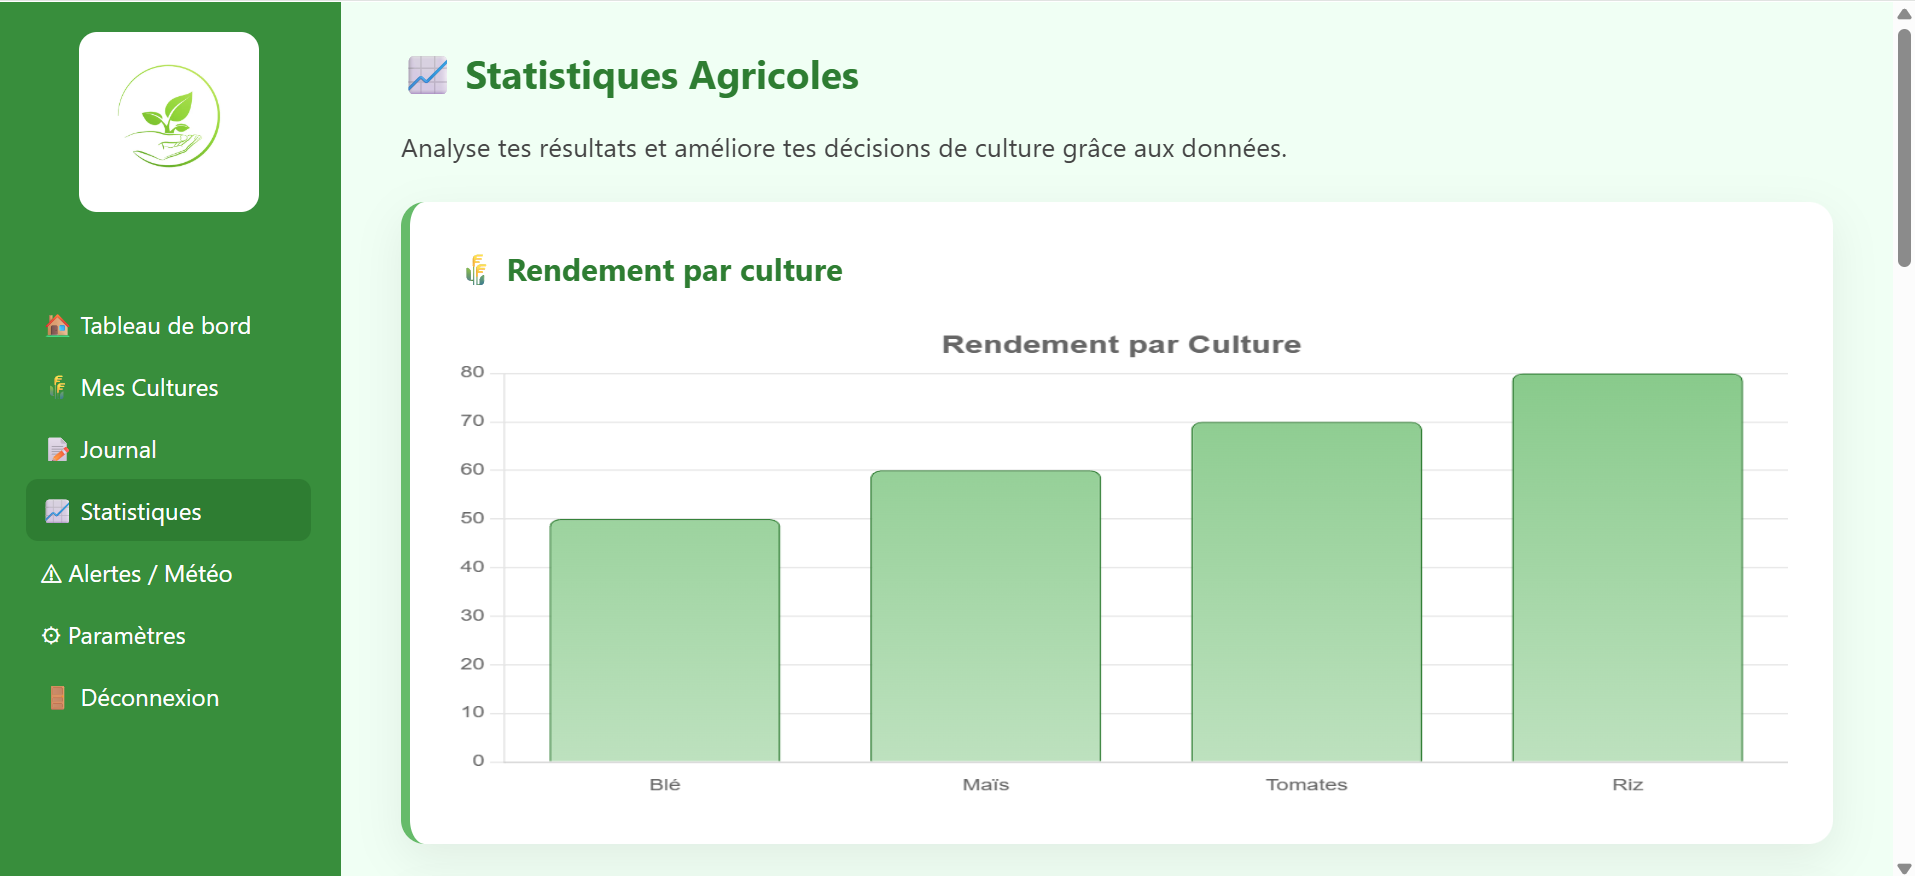 Tableau de bord
Mes Cultures
Journal
Statistiques
Alertes / Météo
Paramètres
Déconnexion
Statistiques Agricoles
Analyse tes résultats et améliore tes décisions de culture grâce aux données.
Rendement par culture
Rendement par Culture
80
70
60
50
40
30
20
10
0
Blé Maïs Tomates Riz